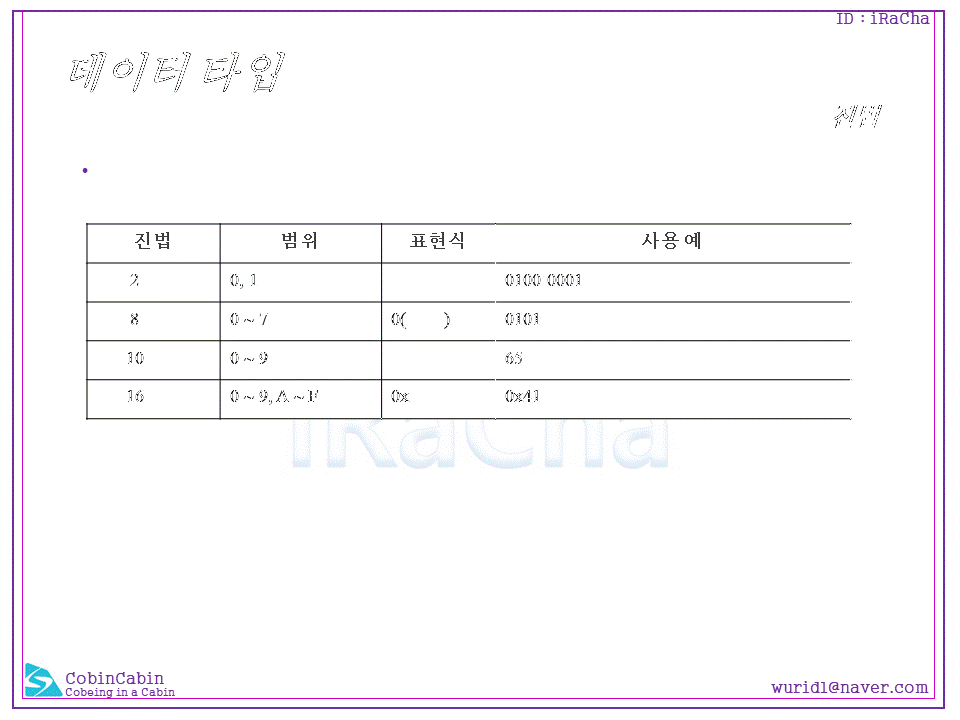 ID : iRaCha
데이터 타입
진법
•
진법 범위 표현식 사용 예
2 0, 1 0100 0001
8 0 ~ 7 0( ) 0101
10 0 ~ 9 65
16 0 ~ 9, A ~ F 0x 0x41
iRaCha
CobinCabin
Cobeing in a Cabin
wuridl@naver.com